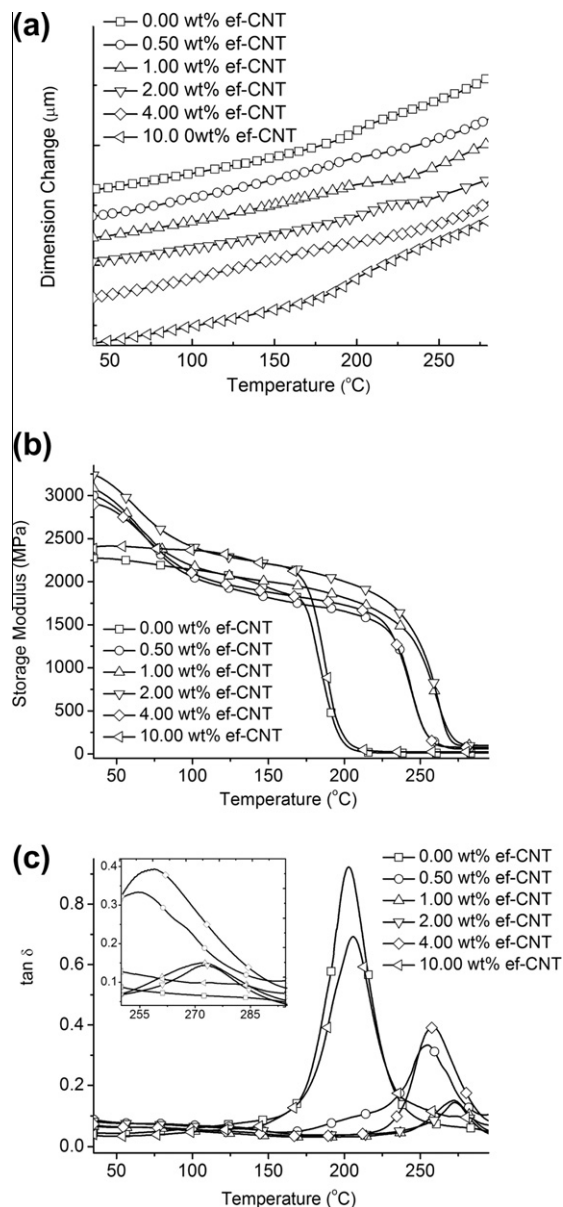 (a)
0.00 wt% ef-CNT
0.50 wt% ef-CNT
1.00 wt% ef-CNT
2.00 wt% ef-CNT
4.00 wt% ef-CNT
10.0 0wt% ef-CNT
Dimension Change (μm)
50 100 150 200 250
Temperature (°C)
(b)
3000
2500
2000
1500
1000
500
0
Storage Modulus (MPa)
0.00 wt% ef-CNT
0.50 wt% ef-CNT
1.00 wt% ef-CNT
2.00 wt% ef-CNT
4.00 wt% ef-CNT
10.00 wt% ef-CNT
50 100 150 200 250
Temperature (°C)
(c)
0.8
0.6
0.4
0.2
0.0
tan δ
0.4
0.3
0.2
0.1
255 270 285
0.00 wt% ef-CNT
0.50 wt% ef-CNT
1.00 wt% ef-CNT
2.00 wt% ef-CNT
4.00 wt% ef-CNT
10.00 wt% ef-CNT
50 100 150 200 250
Temperature (°C)